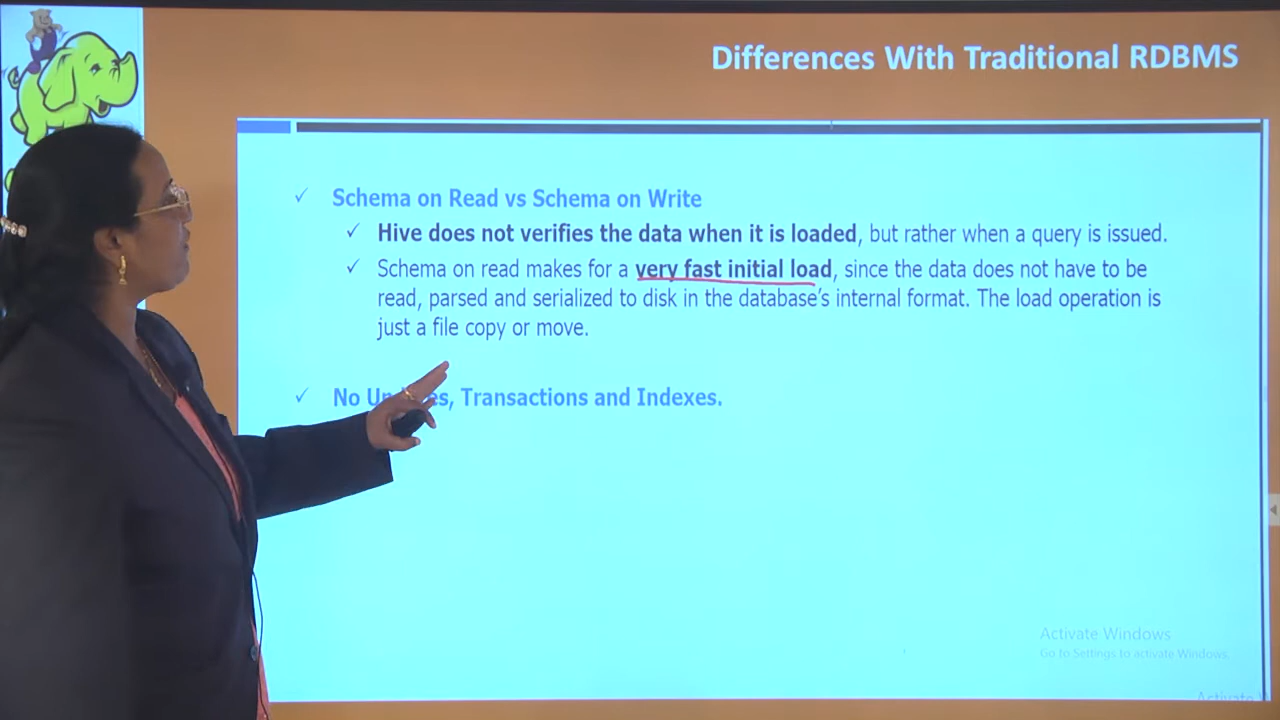 Differences With Traditional RDBMS
Schema on Read vs Schema on Write
Hive does not verifies the data when it is loaded, but rather when a query is issued.
Schema on read makes for a very fast initial load, since the data does not have to be
read, parsed and serialized to disk in the database's internal format. The load operation is
just a file copy or move.
No Updates, Transactions and Indexes.
Activate Windows
Go to Settings to activate Windows.